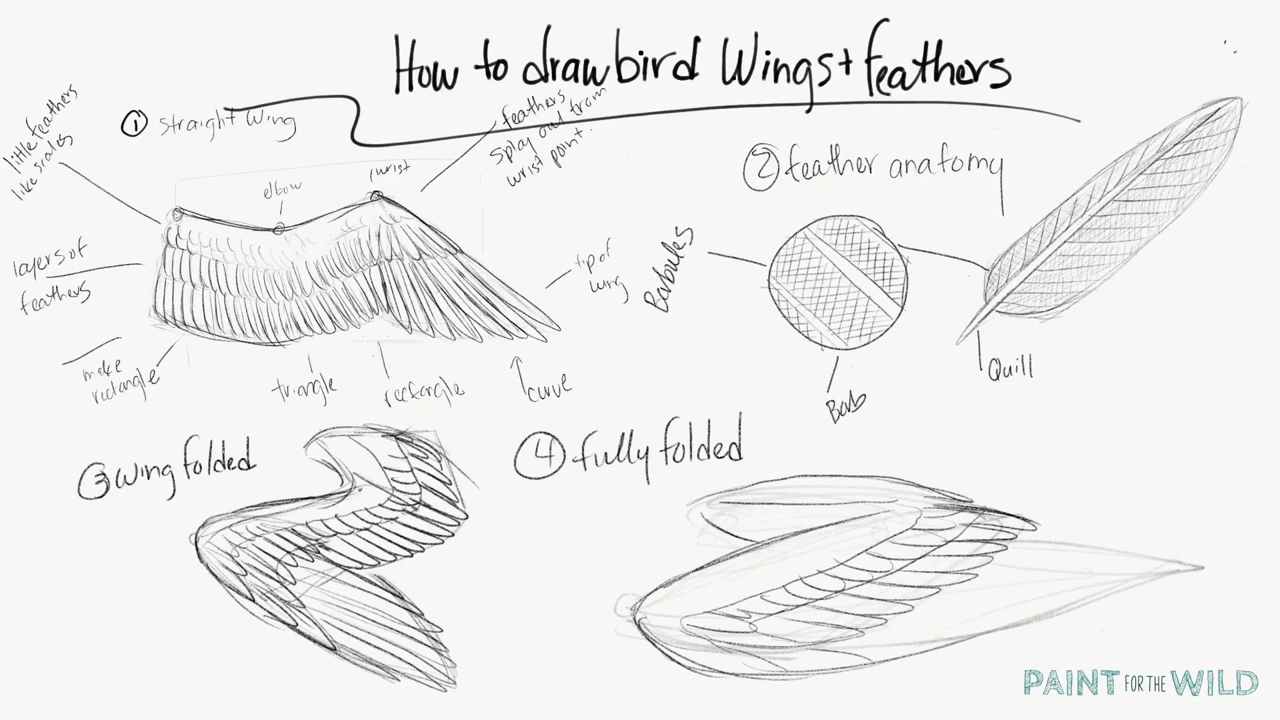 How to draw bird Wings + feathers
① Straight Wing
little feathers
like scales
elbow
wrist
feathers
splay out from
wrist point.
layers of
feathers
tip of
wing
make
rectangle
triangle
rectangle
curve
② feather anatomy
Barbules
Barb
Quill
③ wing folded
④ fully folded
PAINT FOR THE WILD